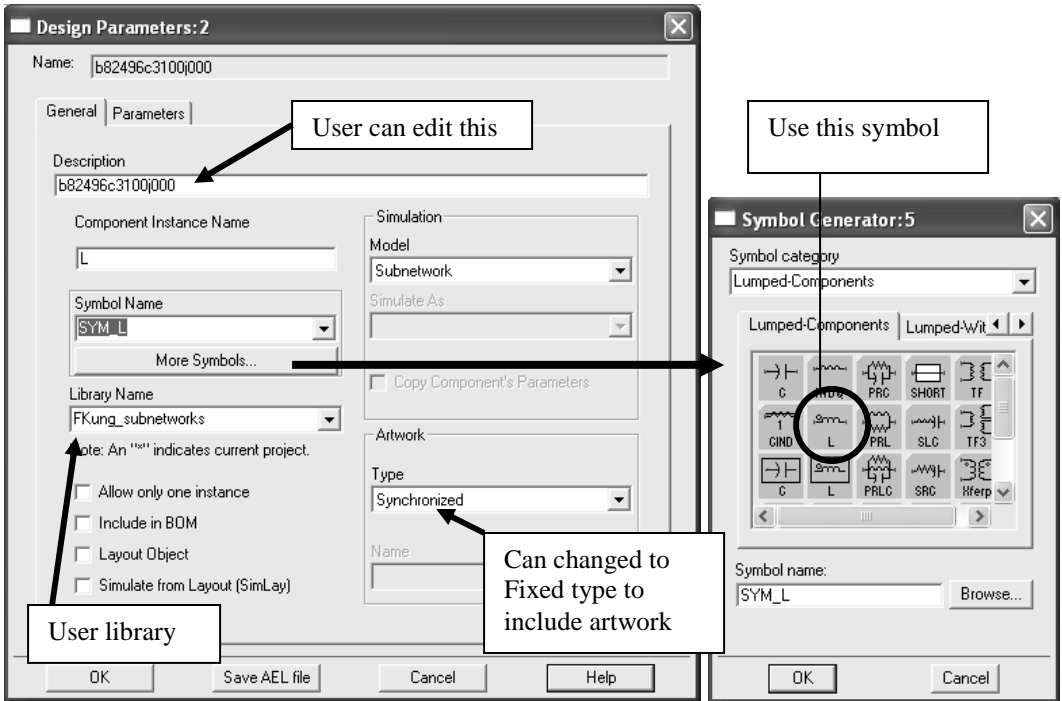 Design Parameters:2
Name: b82496c3100j000
General Parameters
User can edit this
Description
b82496c3100j000
Component Instance Name
L
Symbol Name
SYM_L
More Symbols...
Library Name
FKung_subnetworks
Note: An "*" indicates current project.
Allow only one instance
Include in BOM
Layout Object
Simulate from Layout (SimLay)
User library
Simulation
Model
Subnetwork
Simulate As
Copy Component's Parameters
Artwork
Type
Synchronized
Name
Can changed to
Fixed type to
include artwork
OK Save AEL file Cancel Help
Use this symbol
Symbol Generator:5
Symbol category
Lumped-Components
Lumped-Components Lumped-Wit
C INDQ PRC SHORT TF
1
CIND L PRL SLC TF3
C L PRLC SRC Xferp
Symbol name:
SYM_L Browse...
OK Cancel